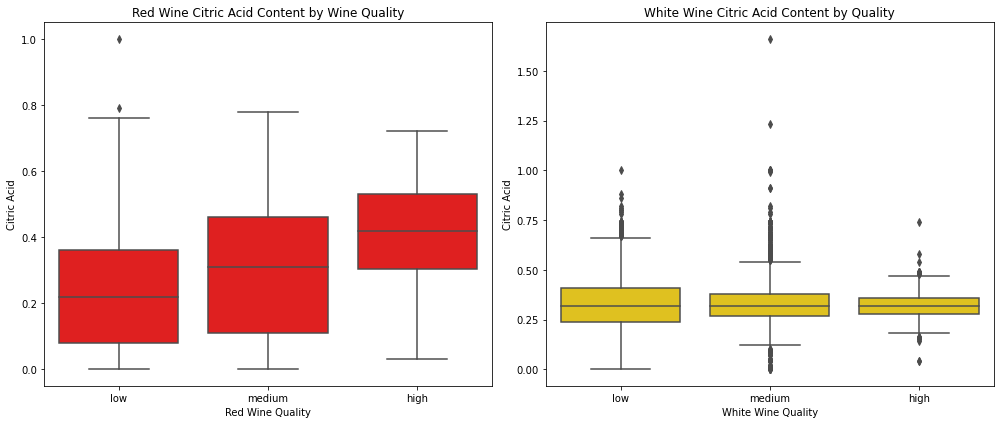 Red Wine Citric Acid Content by Wine Quality
1.0
0.8
0.6
0.4
0.2
0.0
Citric Acid
low
medium
high
Red Wine Quality
White Wine Citric Acid Content by Quality
1.50
1.25
1.00
0.75
0.50
0.25
0.00
Citric Acid
low
medium
high
White Wine Quality